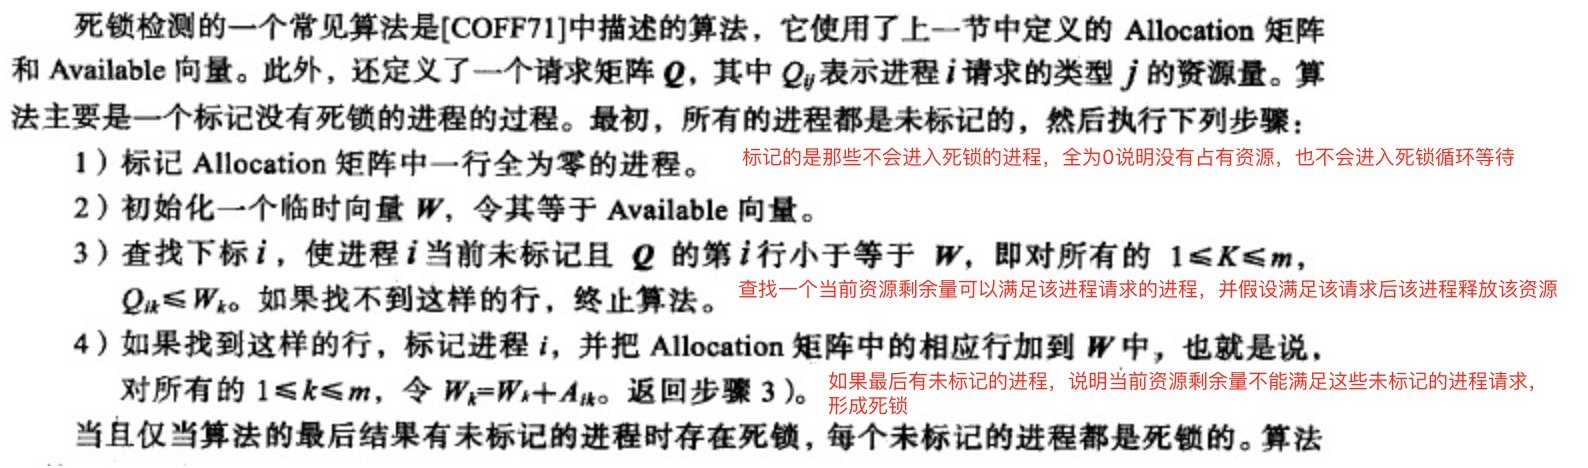 死锁检测的一个常见算法是[COFF71]中描述的算法，它使用了上一节中定义的 Allocation 矩阵
和 Available 向量。此外，还定义了一个请求矩阵 Q，其中 Qij表示进程 i 请求的类型 j 的资源量。算
法主要是一个标记没有死锁的进程的过程。最初，所有的进程都是未标记的，然后执行下列步骤：
1）标记 Allocation 矩阵中一行全为零的进程。
标记的是那些不会进入死锁的进程，全为0说明没有占有资源，也不会进入死锁循环等待
2）初始化一个临时向量 W，令其等于 Available 向量。
3）查找下标 i，使进程 i 当前未标记且 Q 的第 i 行小于等于 W，即对所有的 1≤K≤m，
Qik≤Wk。如果找不到这样的行，终止算法。
查找一个当前资源剩余量可以满足该进程请求的进程，并假设满足该请求后该进程释放该资源
4）如果找到这样的行，标记进程 i，并把 Allocation 矩阵中的相应行加到 W 中，也就是说，
对所有的 1≤k≤m，令 Wk=Wk+Aik。返回步骤 3）。
如果最后有未标记的进程，说明当前资源剩余量不能满足这些未标记的进程请求，
形成死锁
当且仅当算法的最后结果有未标记的进程时存在死锁，每个未标记的进程都是死锁的。算法